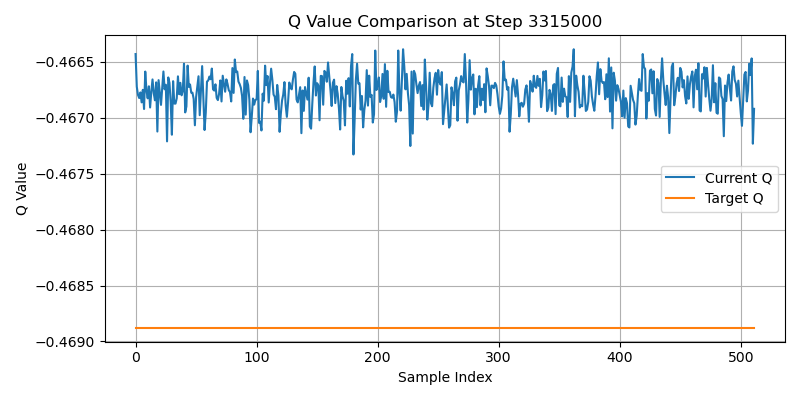 Q Value Comparison at Step 3315000
Q Value
−0.4665
−0.4670
−0.4675
−0.4680
−0.4685
−0.4690
Current Q
Target Q
0
100
200
300
400
500
Sample Index